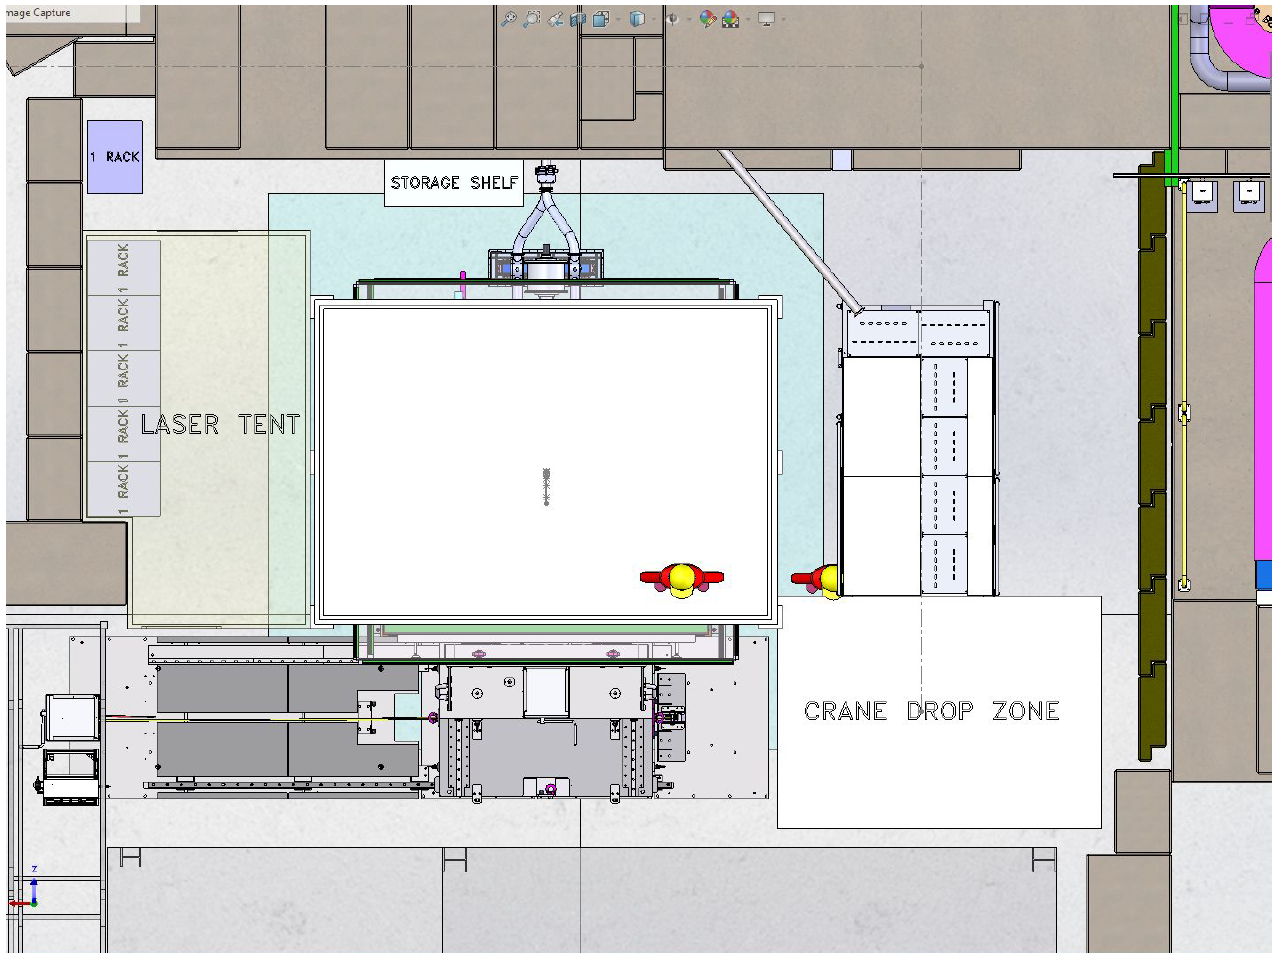 mage Capture
1 RACK
STORAGE SHELF
1 RACK
1 RACK
1 RACK
1 RACK
1 RACK
LASER TENT
CRANE DROP ZONE
Z